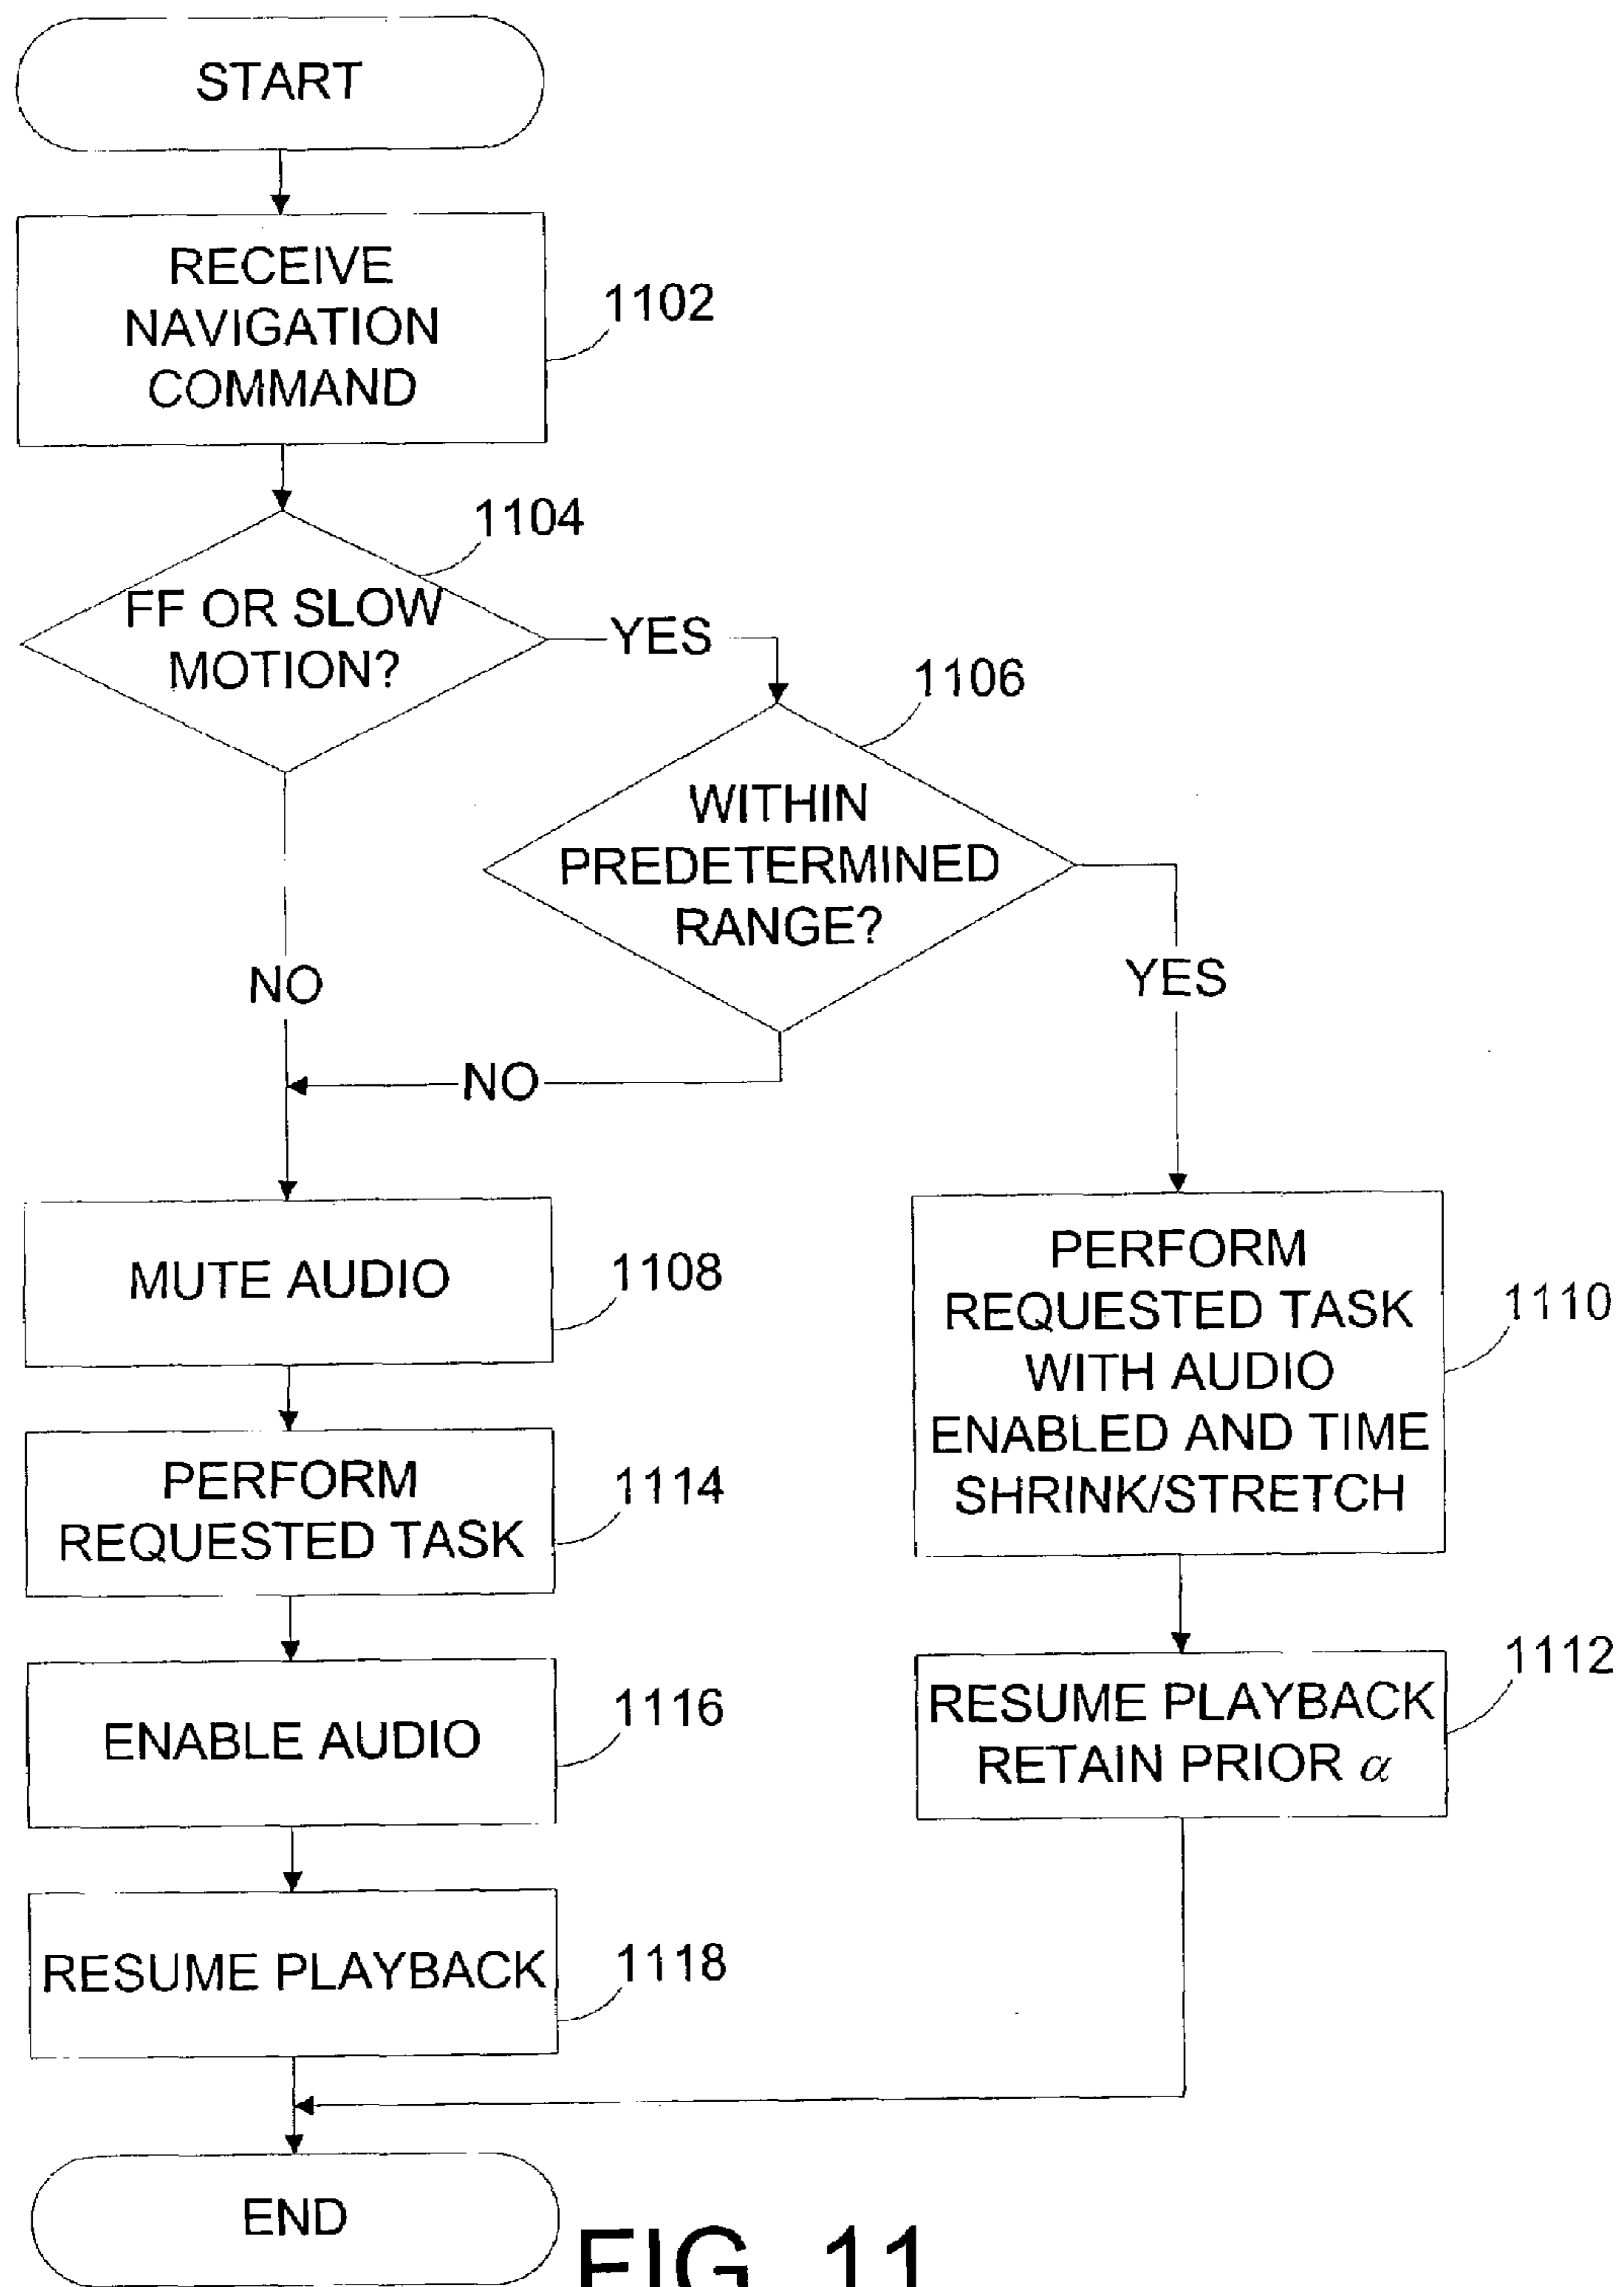 START
RECEIVE
NAVIGATION
COMMAND
1102
FF OR SLOW
MOTION?
1104
YES
NO
WITHIN
PREDETERMINED
RANGE?
1106
YES
NO
MUTE AUDIO
1108
PERFORM
REQUESTED TASK
WITH AUDIO
ENABLED AND TIME
SHRINK/STRETCH
1110
PERFORM
REQUESTED TASK
1114
RESUME PLAYBACK
RETAIN PRIOR α
1112
ENABLE AUDIO
1116
RESUME PLAYBACK
1118
END
FIG. 11